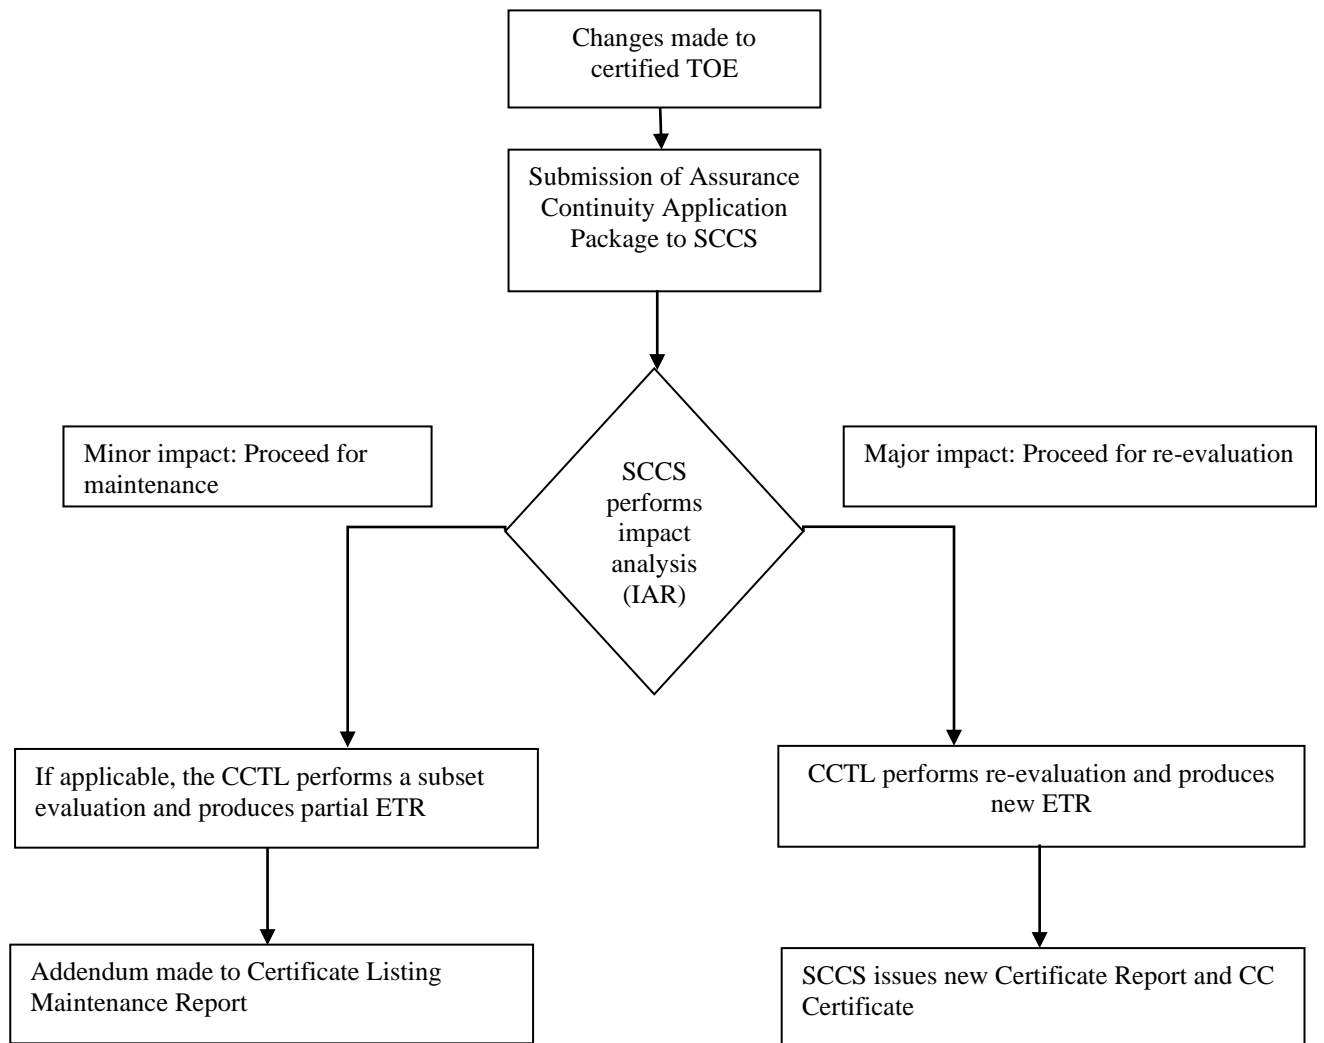 Changes made to
certified TOE
Submission of Assurance
Continuity Application
Package to SCCS
Minor impact: Proceed for
maintenance
SCCS
performs
impact
analysis
(IAR)
Major impact: Proceed for re-evaluation
If applicable, the CCTL performs a subset
evaluation and produces partial ETR
CCTL performs re-evaluation and produces
new ETR
Addendum made to Certificate Listing
Maintenance Report
SCCS issues new Certificate Report and CC
Certificate